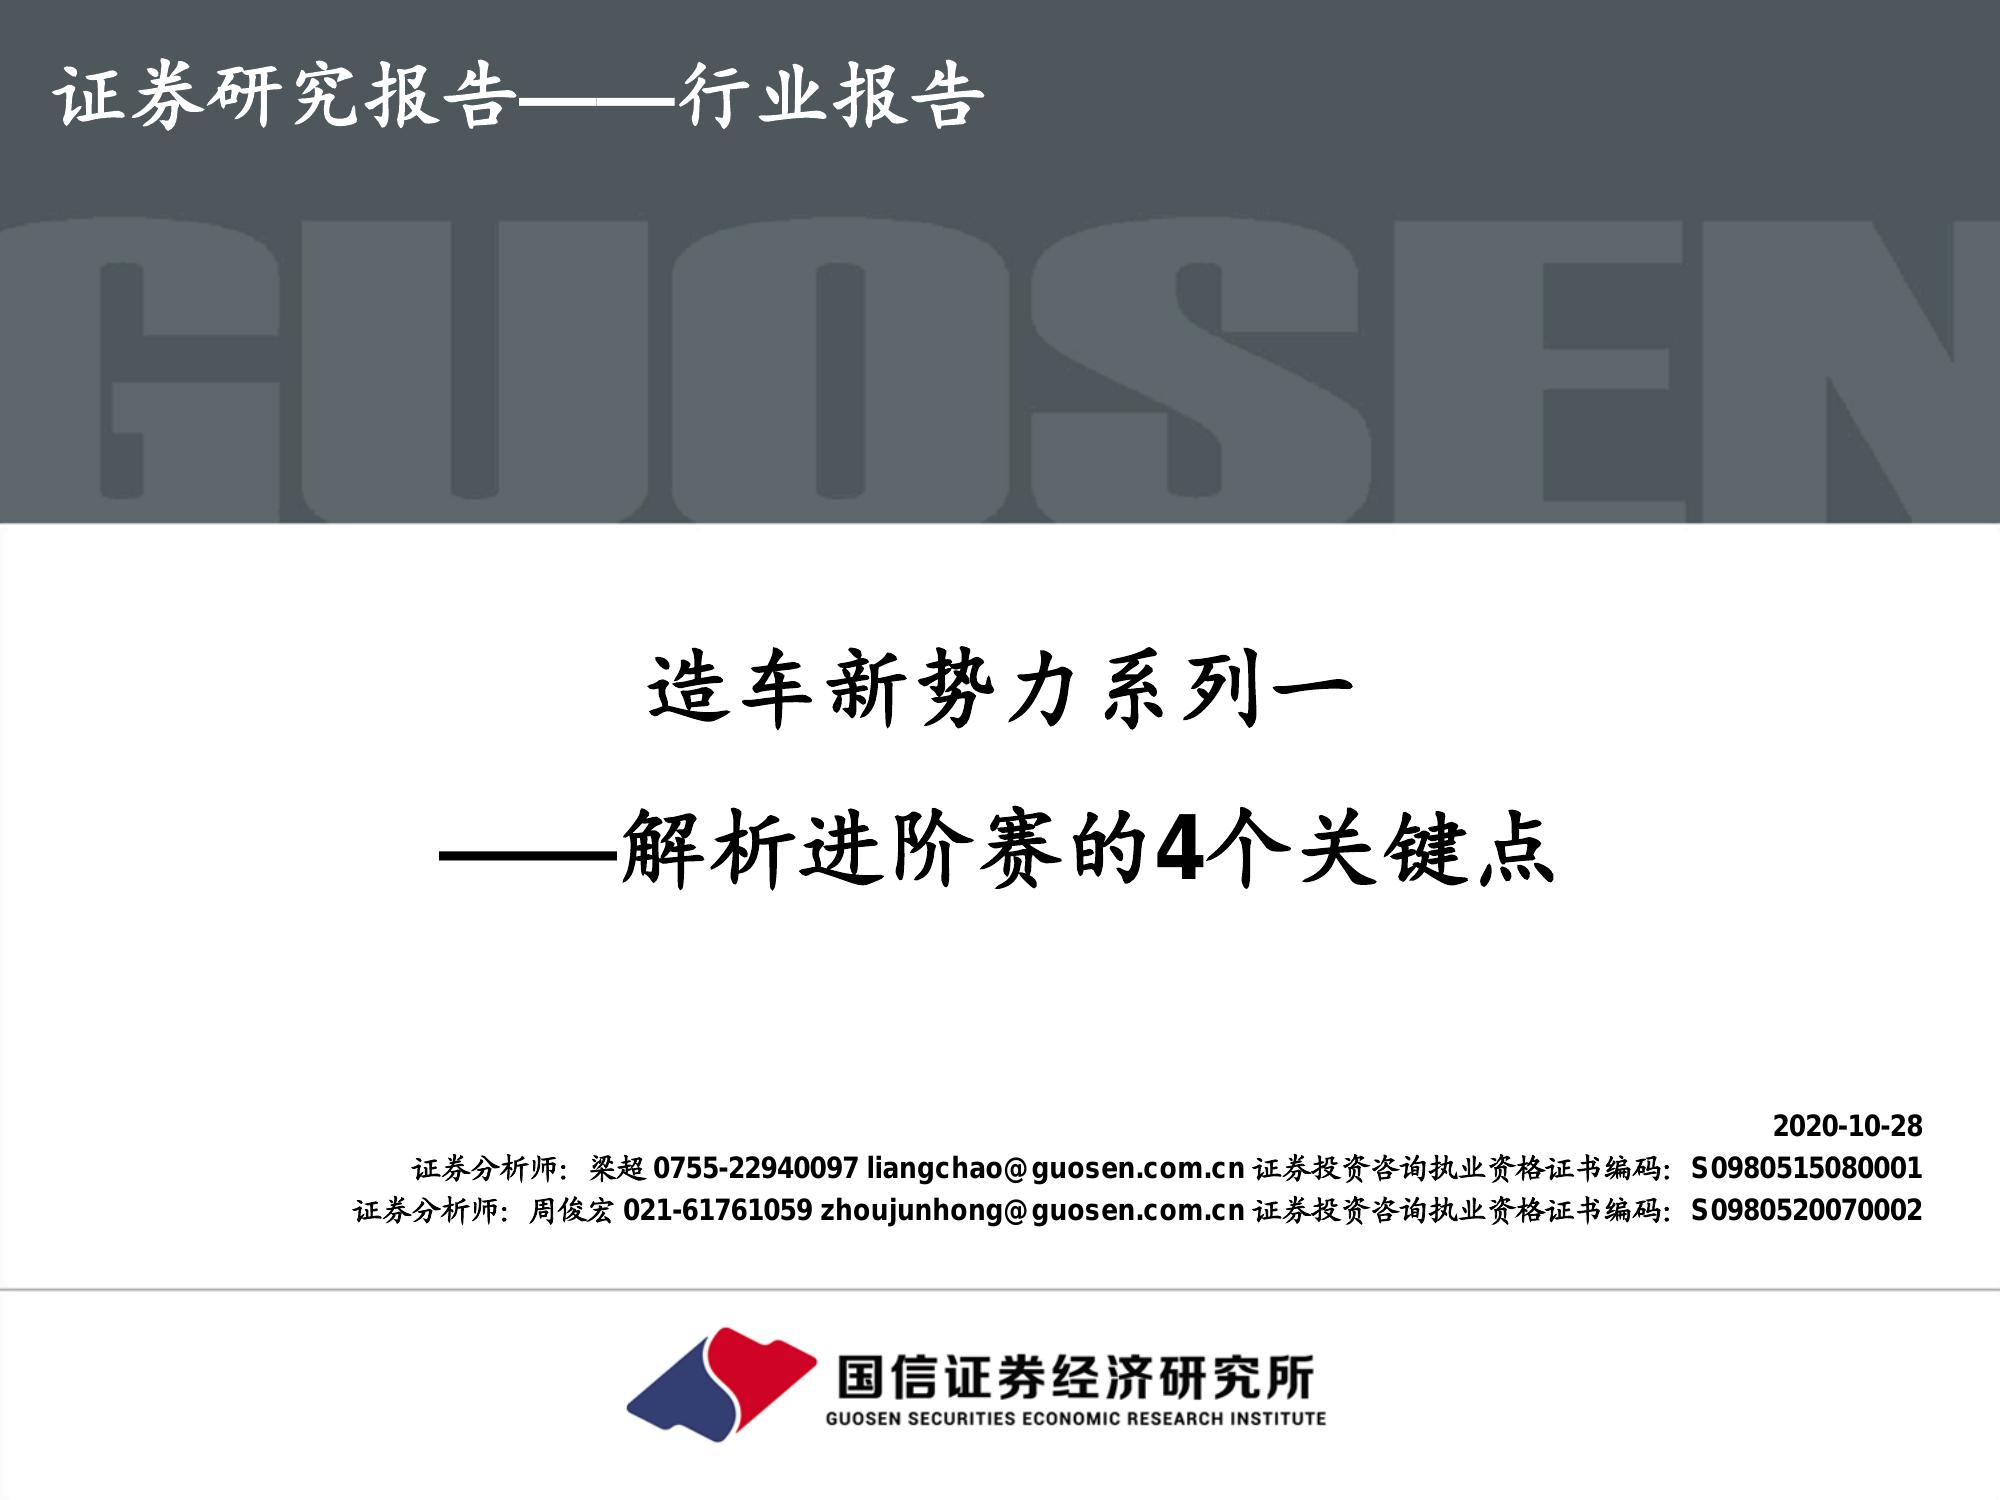 证券研究报告——行业报告
GUOSEN
造车新势力系列一
——解析进阶赛的4个关键点
2020-10-28
证券分析师：梁超 0755-22940097 liangchao@guosen.com.cn 证券投资咨询执业资格证书编码：S0980515080001
证券分析师：周俊宏 021-61761059 zhoujunhong@guosen.com.cn 证券投资咨询执业资格证书编码：S0980520070002
国信证券经济研究所
GUOSEN SECURITIES ECONOMIC RESEARCH INSTITUTE